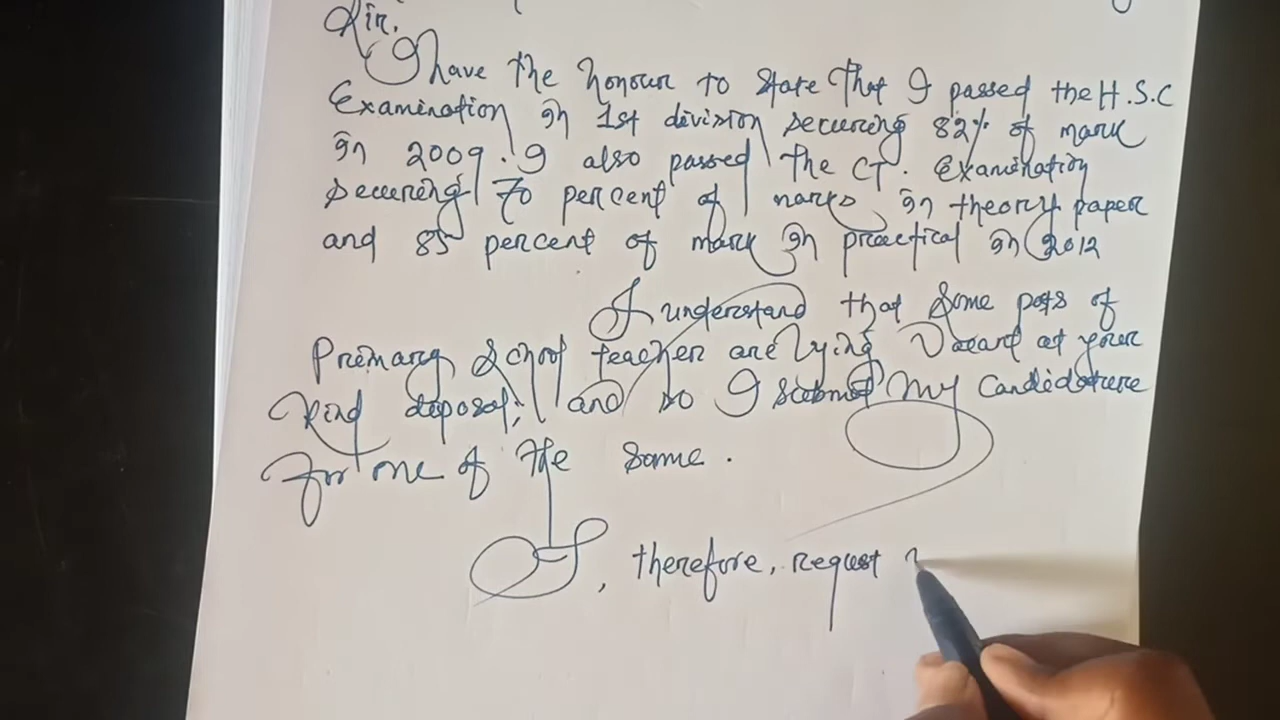 Sir.
I have the honour to state that I passed the H.S.C
Examination in 1st division securing 82% of mark
in 2009. I also passed the CT. Examination
securing 70 percent of marks in theory paper
and 85 percent of mark in practical in 2012
I understand that some posts of
Primary School teacher are lying Vacant at your
Kind disposal, and so I submit My candidature
For one of the same.
I, therefore, request